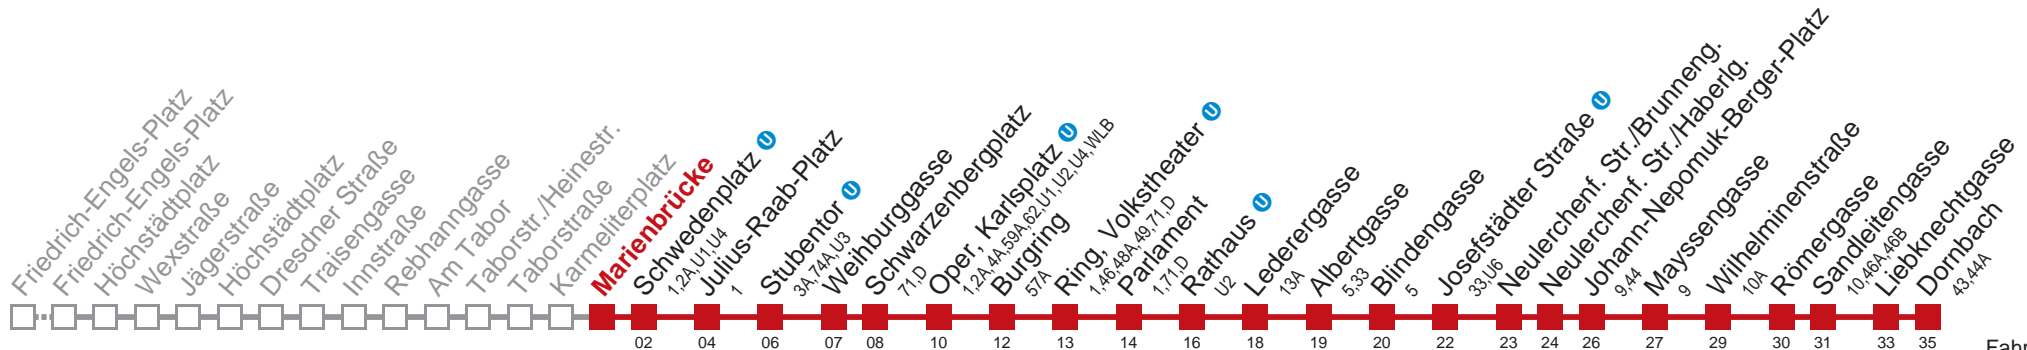 Friedrich-Engels-Platz
Friedrich-Engels-Platz
Höchstädtplatz
Wexstraße
Jägerstraße
Höchstädtplatz
Dresdner Straße
Traisengasse
Innstraße
Rebhanngasse
Am Tabor
Taborstr./Heinestr.
Taborstraße
Karmeliterplatz
Marienbrücke
Schwedenplatz U
1,2A,U1,U4
Julius-Raab-Platz
1
Stubentor U
3A,74A,U3
Weihburggasse
Schwarzenbergplatz
71,D
Oper, Karlsplatz U
1,2A,4A,59A,62,U1,U2,U4,WLB
Burgring
57A
Ring, Volkstheater U
1,46,48A,49,71,D
Parlament
1,71,D
Rathaus U
U2
Lederergasse
13A
Albertgasse
5,33
Blindengasse
5
Josefstädter Straße U
33,U6
Neulerchenf. Str./Brunneng.
Neulerchenf. Str./Haberlg.
Johann-Nepomuk-Berger-Platz
9,44
Mayssengasse
9
Wilhelminenstraße
10A
Römergasse
Sandleitengasse
10,46A,46B
Liebknechtgasse
Dornbach
43,44A
02 04 06 07 08 10 12 13 14 16 18 19 20 22 23 24 26 27 29 30 31 33 35
Fahr